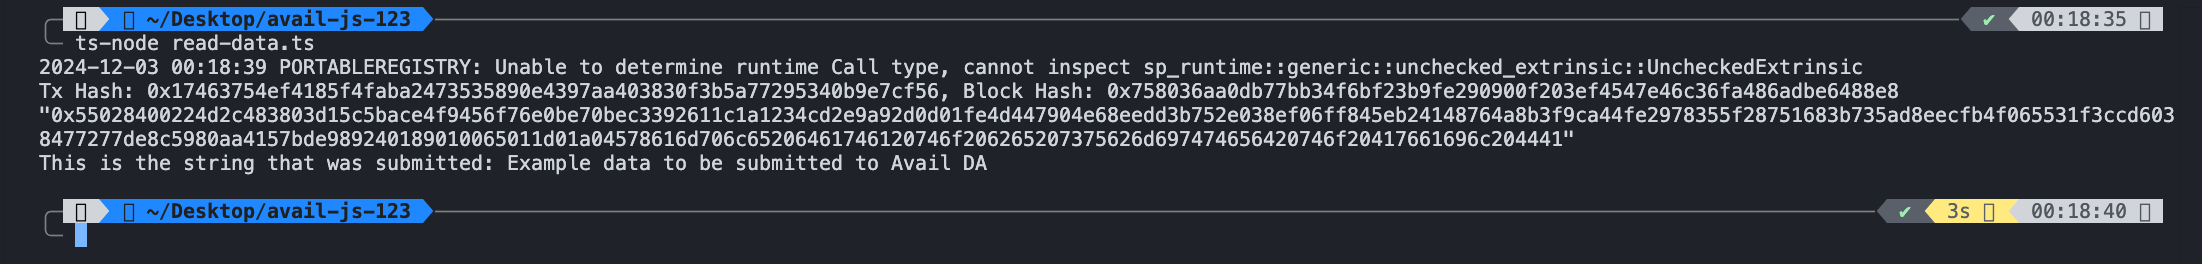 ~/Desktop/avail-js-123 ✔ 00:18:35
ts-node read-data.ts
2024-12-03 00:18:39 PORTABLEREGISTRY: Unable to determine runtime Call type, cannot inspect sp_runtime::generic::unchecked_extrinsic::UncheckedExtrinsic
Tx Hash: 0x17463754ef4185f4faba2473535890e4397aa403830f3b5a77295340b9e7cf56, Block Hash: 0x758036aa0db77bb34f6bf23b9fe290900f203ef4547e46c36fa486adbe6488e8
"0x55028400224d2c483803d15c5bace4f9456f76e0be70bec3392611c1a1234cd2e9a92d0d01fe4d447904e68eedd3b752e038ef06ff845eb24148764a8b3f9ca44fe2978355f28751683b735ad8eecfb4f065531f3ccd603
8477277de8c5980aa4157bde989240189010065011d01a04578616d706c65206461746120746f206265207375626d697474656420746f20417661696c204441"
This is the string that was submitted: Example data to be submitted to Avail DA
~/Desktop/avail-js-123 ✔ 3s 00:18:40